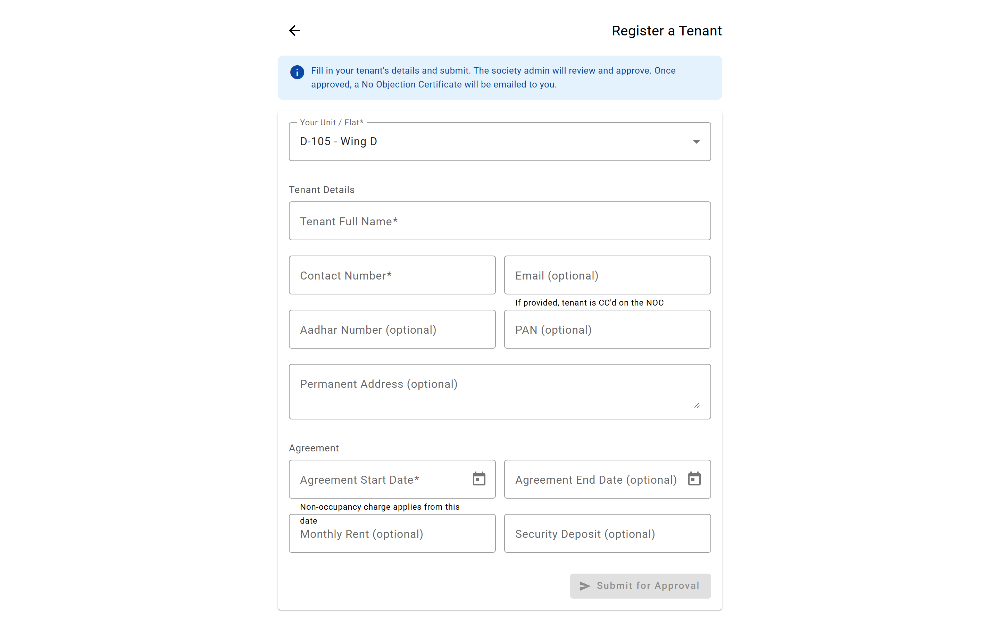 Register a Tenant
Fill in your tenant's details and submit. The society admin will review and approve. Once
approved, a No Objection Certificate will be emailed to you.
Your Unit / Flat*
D-105 - Wing D
Tenant Details
Tenant Full Name*
Contact Number*
Email (optional)
If provided, tenant is CC'd on the NOC
Aadhar Number (optional)
PAN (optional)
Permanent Address (optional)
Agreement
Agreement Start Date*
Agreement End Date (optional)
Non-occupancy charge applies from this
date
Monthly Rent (optional)
Security Deposit (optional)
Submit for Approval